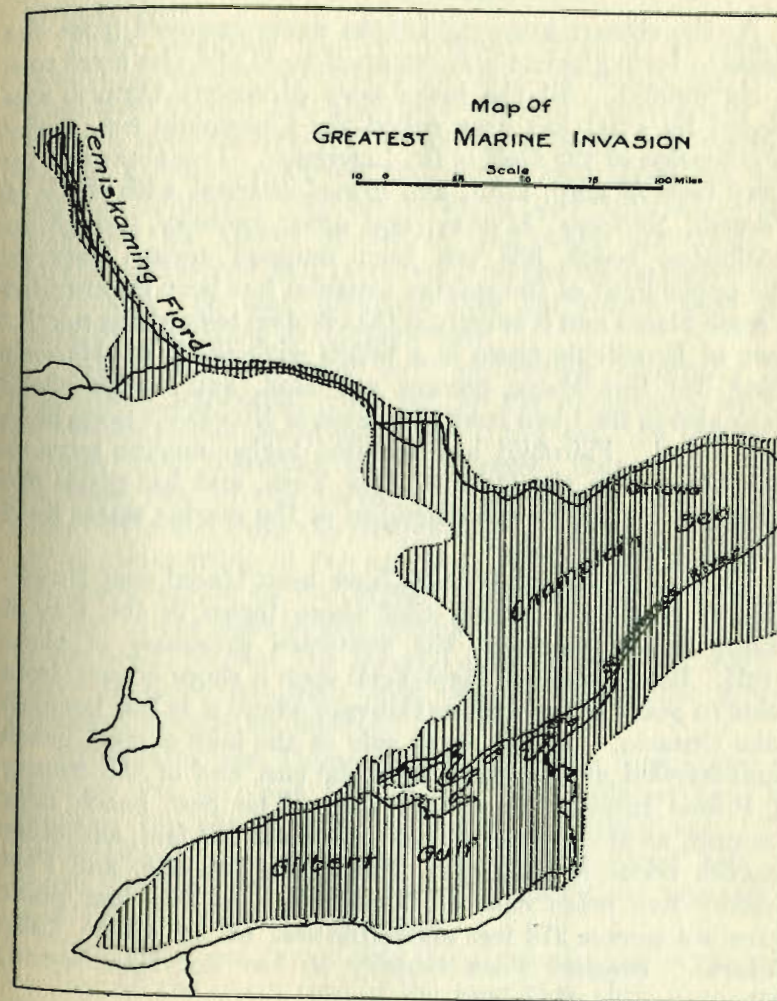 Map Of
GREATEST MARINE INVASION
Scale
10 0 25 50 75 100 Miles
Temiskaming Fiord
Ottawa
Champlain Sea
River
Gilbert Gulf